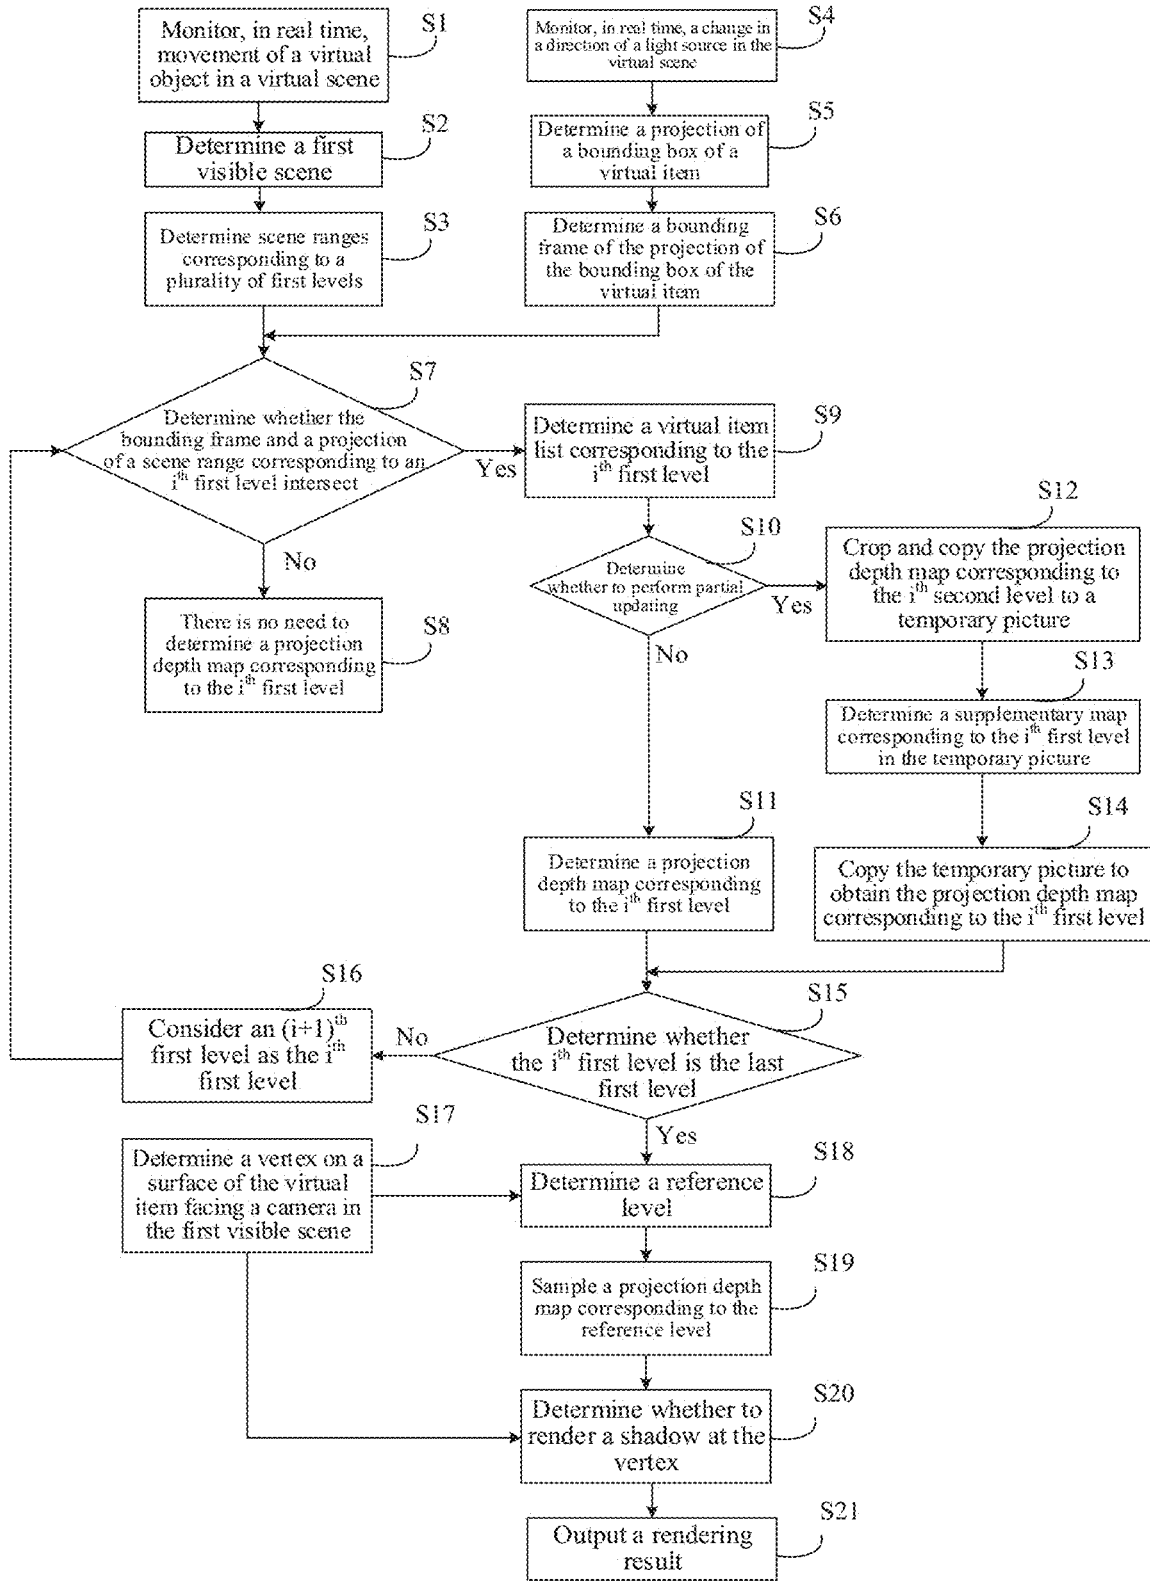 S1
Monitor, in real time,
movement of a virtual
object in a virtual scene
S4
Monitor, in real time, a change in
a direction of a light source in the
virtual scene
S2
Determine a first
visible scene
S5
Determine a projection of
a bounding box of a
virtual item
S3
Determine scene ranges
corresponding to a
plurality of first levels
S6
Determine a bounding
frame of the projection of
the bounding box of the
virtual item
S7
Determine whether the
bounding frame and a projection
of a scene range corresponding to an
ith first level intersect
Yes
No
S9
Determine a virtual item
list corresponding to the
ith first level
S8
There is no need to
determine a projection
depth map corresponding
to the ith first level
S10
Determine
whether to perform partial
updating
Yes
No
S12
Crop and copy the projection
depth map corresponding to
the ith second level to a
temporary picture
S13
Determine a supplementary map
corresponding to the ith first level
in the temporary picture
S11
Determine a projection
depth map corresponding
to the ith first level
S14
Copy the temporary picture to
obtain the projection depth map
corresponding to the ith first level
S16
Consider an (i+1)th
first level as the ith
first level
No
S15
Determine whether
the ith first level is the last
first level
Yes
S17
Determine a vertex on a
surface of the virtual
item facing a camera in
the first visible scene
S18
Determine a reference
level
S19
Sample a projection depth
map corresponding to the
reference level
S20
Determine whether to
render a shadow at the
vertex
S21
Output a rendering
result